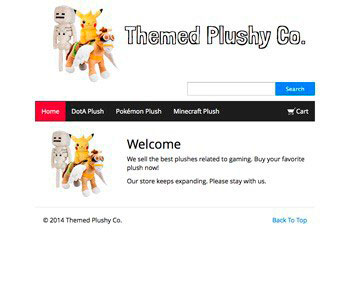 Themed Plushy Co.
Search
Home DotA Plush Pokémon Plush Minecraft Plush Cart
Welcome
We sell the best plushes related to gaming. Buy your favorite
plush now!
Our store keeps expanding. Please stay with us.
© 2014 Themed Plushy Co. Back To Top